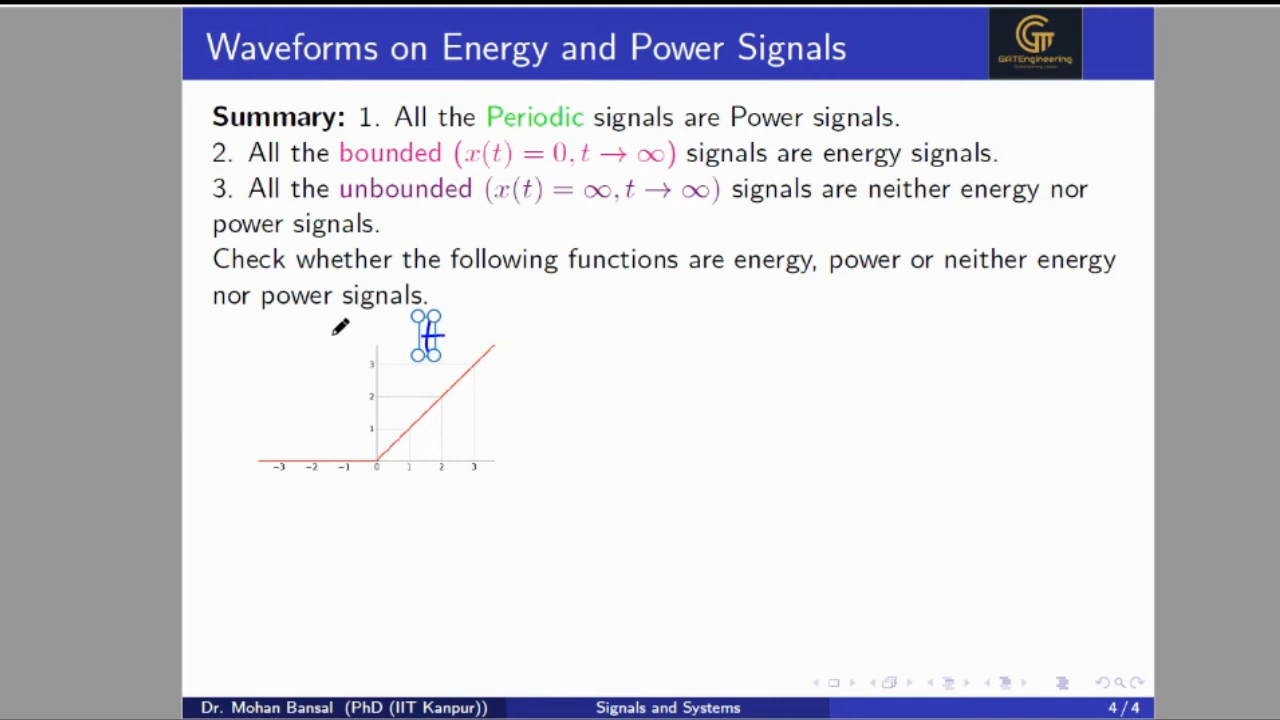 Waveforms on Energy and Power Signals
GATEngineering
Summary: 1. All the Periodic signals are Power signals.
2. All the bounded (x(t) = 0, t → ∞) signals are energy signals.
3. All the unbounded (x(t) = ∞, t → ∞) signals are neither energy nor
power signals.
Check whether the following functions are energy, power or neither energy
nor power signals.
t
3
2
1
−3 −2 −1 0 1 2 3
Dr. Mohan Bansal (PhD (IIT Kanpur)) Signals and Systems 4 / 4